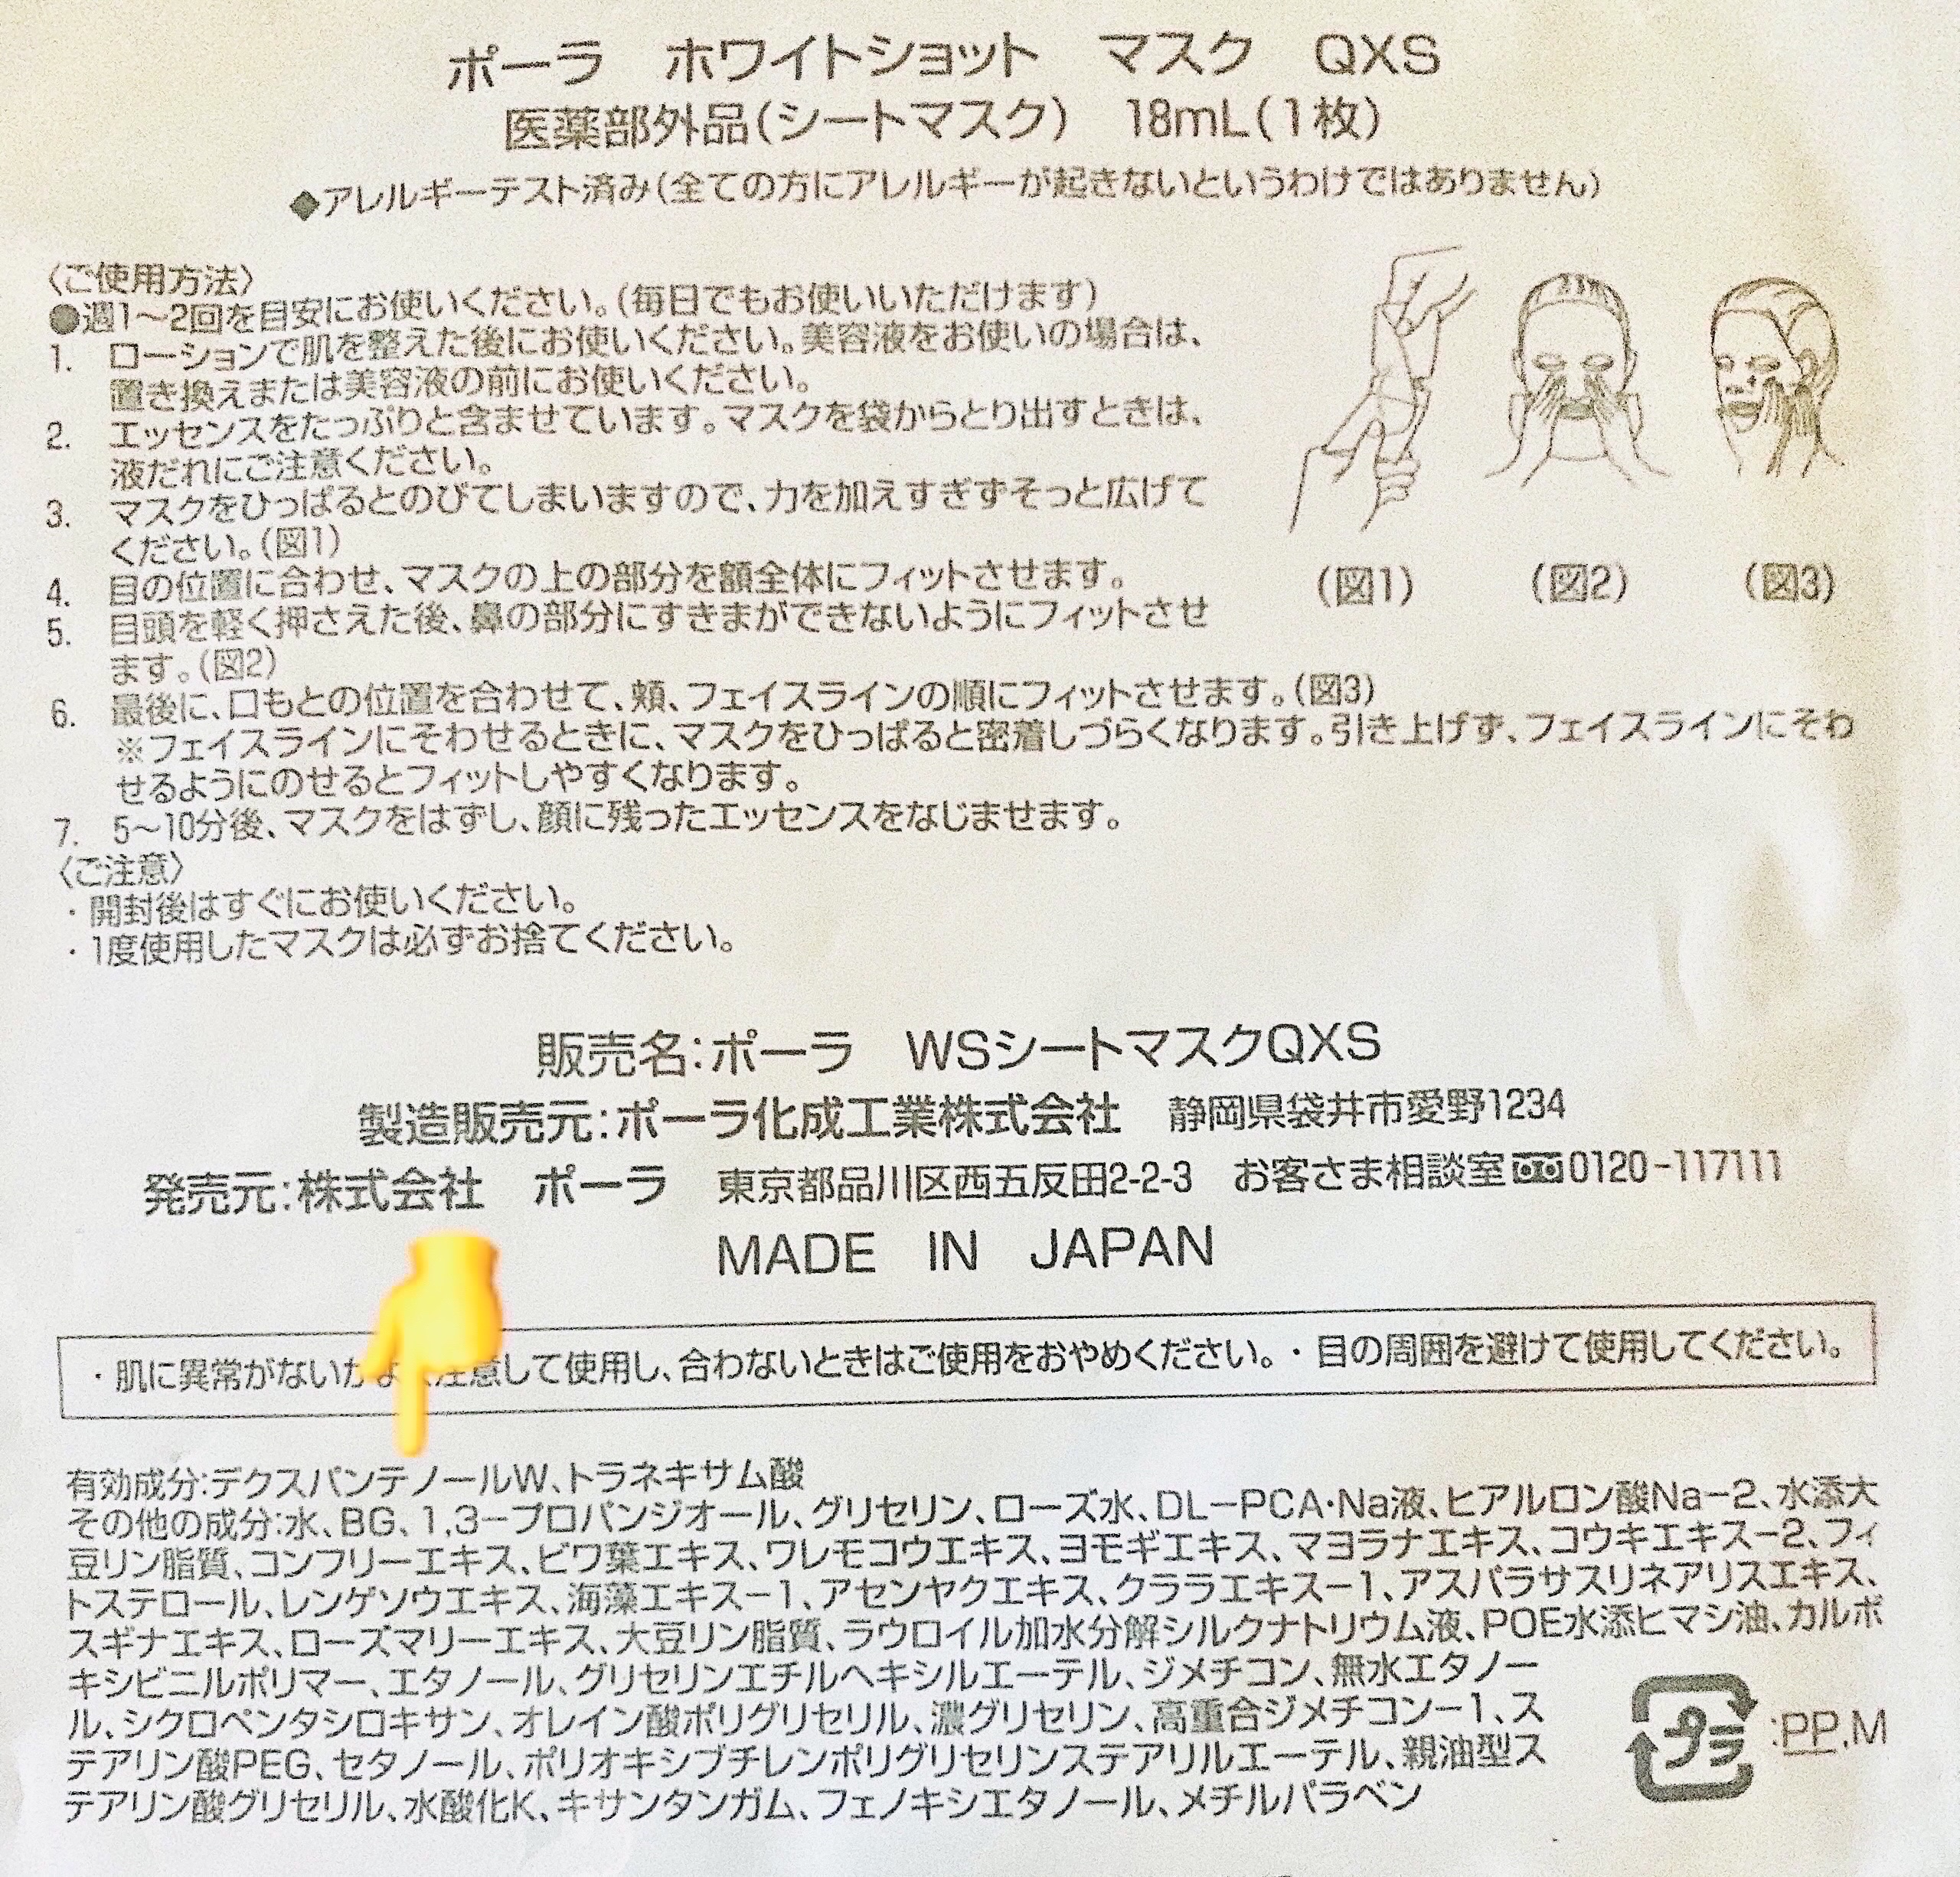 ポーラ ホワイトショット マスク QXS
医薬部外品(シートマスク) 18mL(1枚)
◆アレルギーテスト済み(全ての方にアレルギーが起きないというわけではありません)
〈ご使用方法〉
●週1～2回を目安にお使いください。(毎日でもお使いいただけます)
1. ローションで肌を整えた後にお使いください。美容液をお使いの場合は、
置き換えまたは美容液の前にお使いください。
2. エッセンスをたっぷりと含ませています。マスクを袋からとり出すときは、
液だれにご注意ください。
3. マスクをひっぱるとのびてしまいますので、力を加えすぎずそっと広げて
ください。(図1)
4. 目の位置に合わせ、マスクの上の部分を額全体にフィットさせます。
5. 目頭を軽く押さえた後、鼻の部分にすきまができないようにフィットさせ
ます。(図2)
6. 最後に、口もとの位置を合わせて、頬、フェイスラインの順にフィットさせます。(図3)
※フェイスラインにそわせるときに、マスクをひっぱると密着しづらくなります。引き上げず、フェイスラインにそわ
せるようにのせるとフィットしやすくなります。
7. 5～10分後、マスクをはずし、顔に残ったエッセンスをなじませます。
(図1) (図2) (図3)
〈ご注意〉
・開封後はすぐにお使いください。
・1度使用したマスクは必ずお捨てください。
販売名:ポーラ WSシートマスクQXS
製造販売元:ポーラ化成工業株式会社 静岡県袋井市愛野1234
発売元:株式会社 ポーラ 東京都品川区西五反田2-2-3 お客さま相談室 0120-117111
MADE IN JAPAN
・肌に異常がないか 注意して使用し、合わないときはご使用をおやめください。・目の周囲を避けて使用してください。
有効成分:デクスパンテノールW、トラネキサム酸
その他の成分:水、BG、1,3−プロパンジオール、グリセリン、ローズ水、DL−PCA・Na液、ヒアルロン酸Na−2、水添大
豆リン脂質、コンフリーエキス、ビワ葉エキス、ワレモコウエキス、ヨモギエキス、マヨラナエキス、コウキエキス−2、フィ
トステロール、レンゲソウエキス、海藻エキス−1、アセンヤクエキス、クララエキス−1、アスパラサスリネアリスエキス、
スギナエキス、ローズマリーエキス、大豆リン脂質、ラウロイル加水分解シルクナトリウム液、POE水添ヒマシ油、カルボ
キシビニルポリマー、エタノール、グリセリンエチルヘキシルエーテル、ジメチコン、無水エタノー
ル、シクロペンタシロキサン、オレイン酸ポリグリセリル、濃グリセリン、高重合ジメチコン−1、ス
テアリン酸PEG、セタノール、ポリオキシブチレンポリグリセリンステアリルエーテル、親油型ス
テアリン酸グリセリル、水酸化K、キサンタンガム、フェノキシエタノール、メチルパラベン
プラ :PP,M